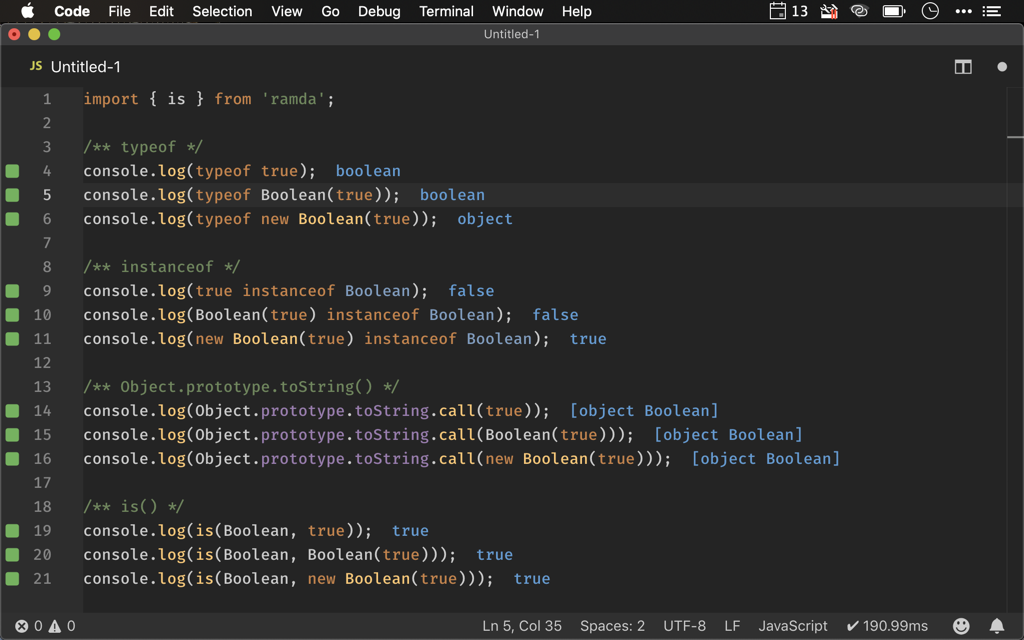 Code File Edit Selection View Go Debug Terminal Window Help 13
Untitled-1
JS Untitled-1
1 import { is } from 'ramda';
2
3 /** typeof */
4 console.log(typeof true); boolean
5 console.log(typeof Boolean(true)); boolean
6 console.log(typeof new Boolean(true)); object
7
8 /** instanceof */
9 console.log(true instanceof Boolean); false
10 console.log(Boolean(true) instanceof Boolean); false
11 console.log(new Boolean(true) instanceof Boolean); true
12
13 /** Object.prototype.toString() */
14 console.log(Object.prototype.toString.call(true)); [object Boolean]
15 console.log(Object.prototype.toString.call(Boolean(true))); [object Boolean]
16 console.log(Object.prototype.toString.call(new Boolean(true))); [object Boolean]
17
18 /** is() */
19 console.log(is(Boolean, true)); true
20 console.log(is(Boolean, Boolean(true))); true
21 console.log(is(Boolean, new Boolean(true))); true
0 0 Ln 5, Col 35 Spaces: 2 UTF-8 LF JavaScript ✔ 190.99ms